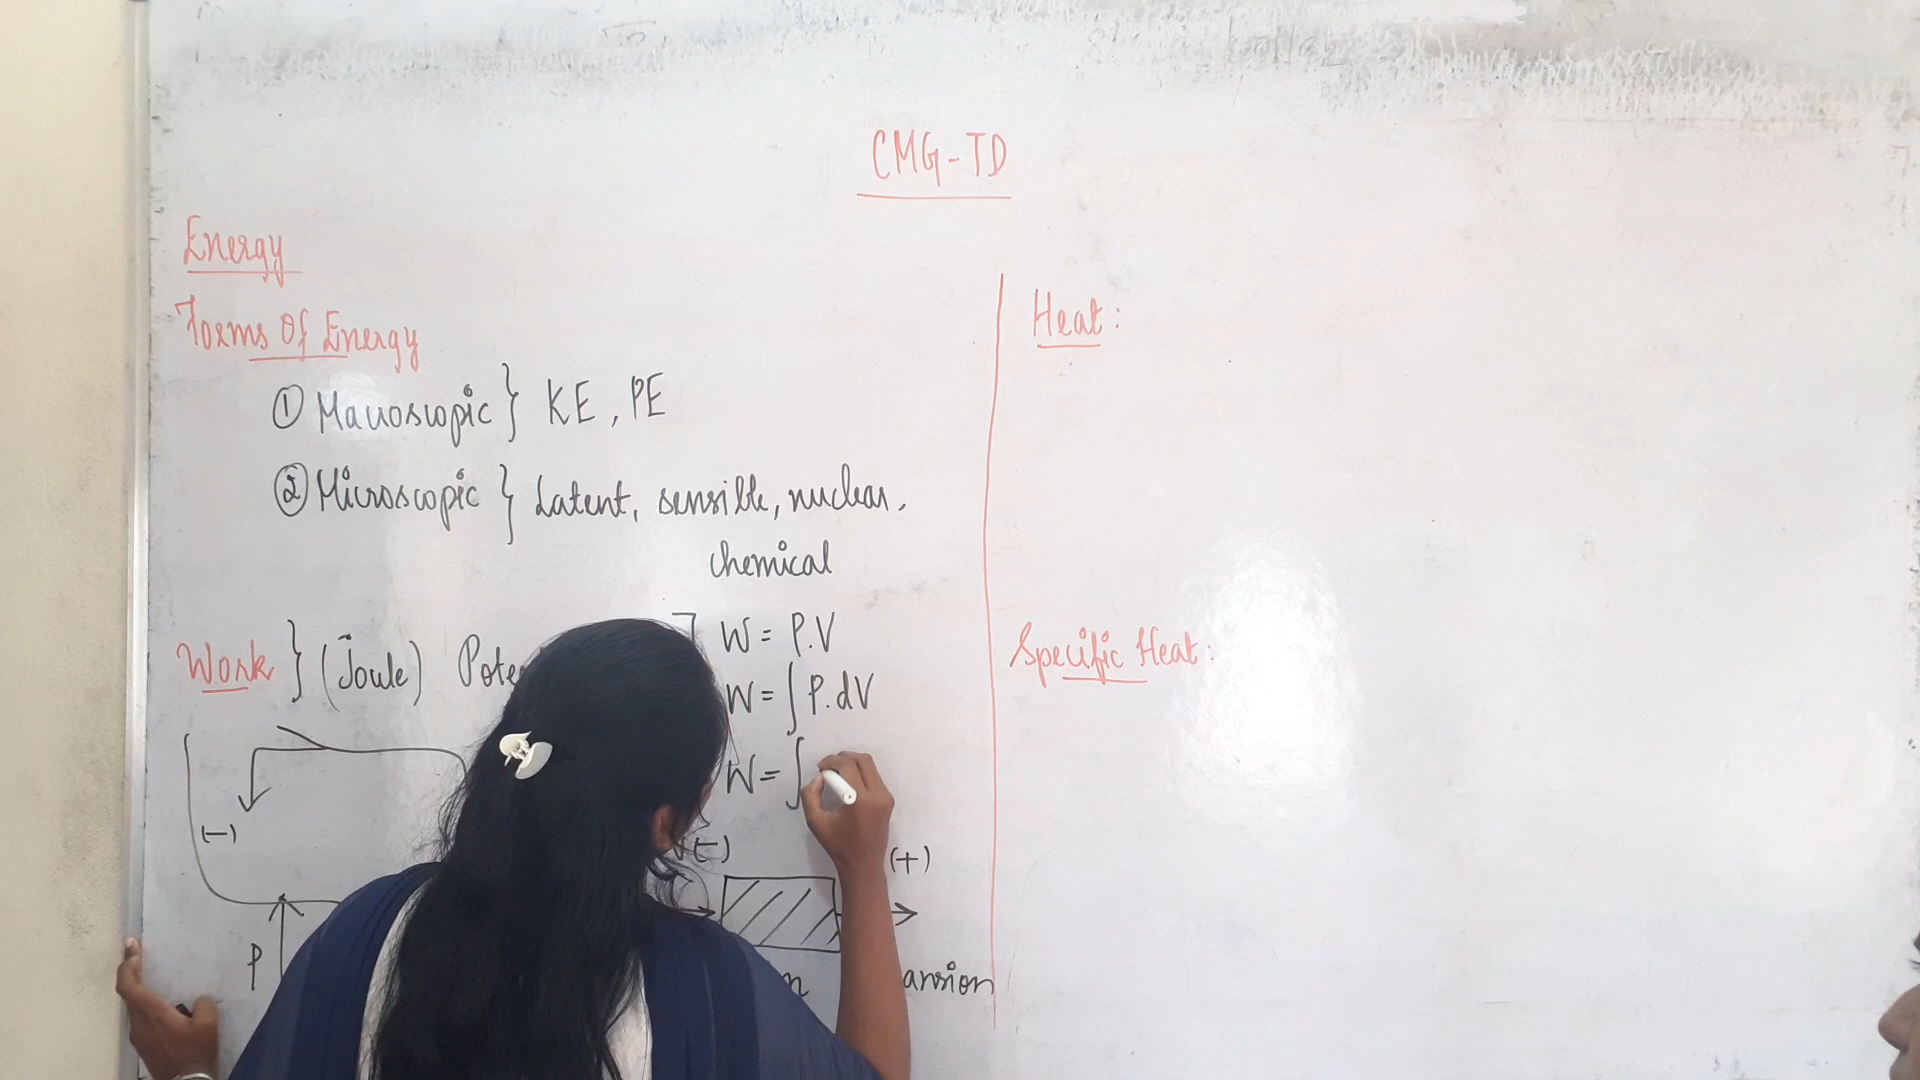 CMG-TD
Energy
Forms Of Energy
① Macroscopic } KE, PE
② Microscopic } Latent, sensible, nuclear,
chemical
Work } (Joule)
W = P.V
W = ∫ P.dV
W = ∫
(-)
(-)
(+)
P
Heat:
Specific Heat: